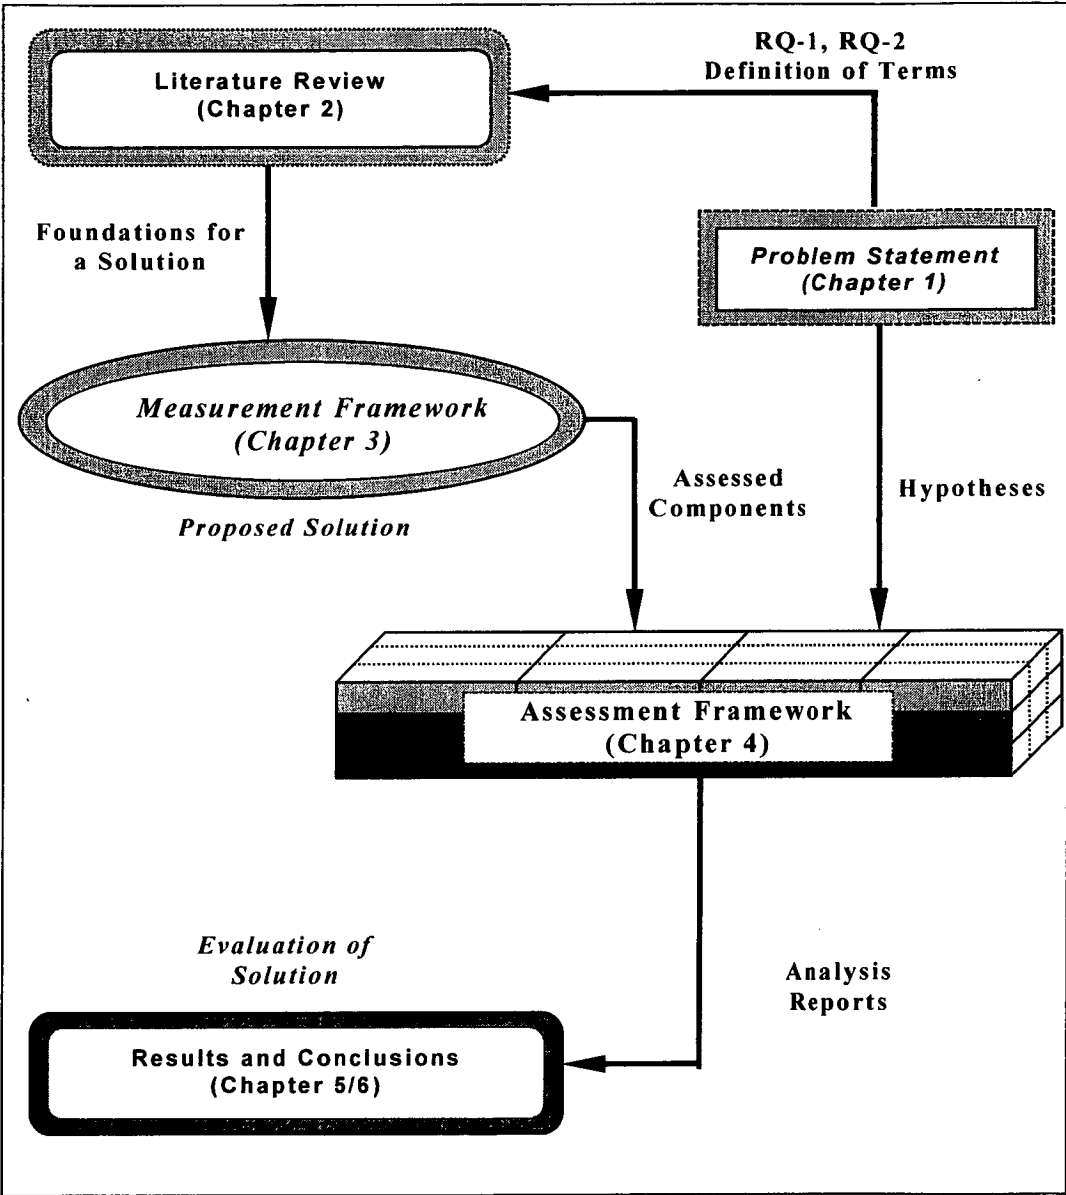 RQ-1, RQ-2
Definition of Terms
Literature Review
(Chapter 2)
Foundations for
a Solution
Problem Statement
(Chapter 1)
Measurement Framework
(Chapter 3)
Proposed Solution
Assessed
Components
Hypotheses
Assessment Framework
(Chapter 4)
Evaluation of
Solution
Analysis
Reports
Results and Conclusions
(Chapter 5/6)